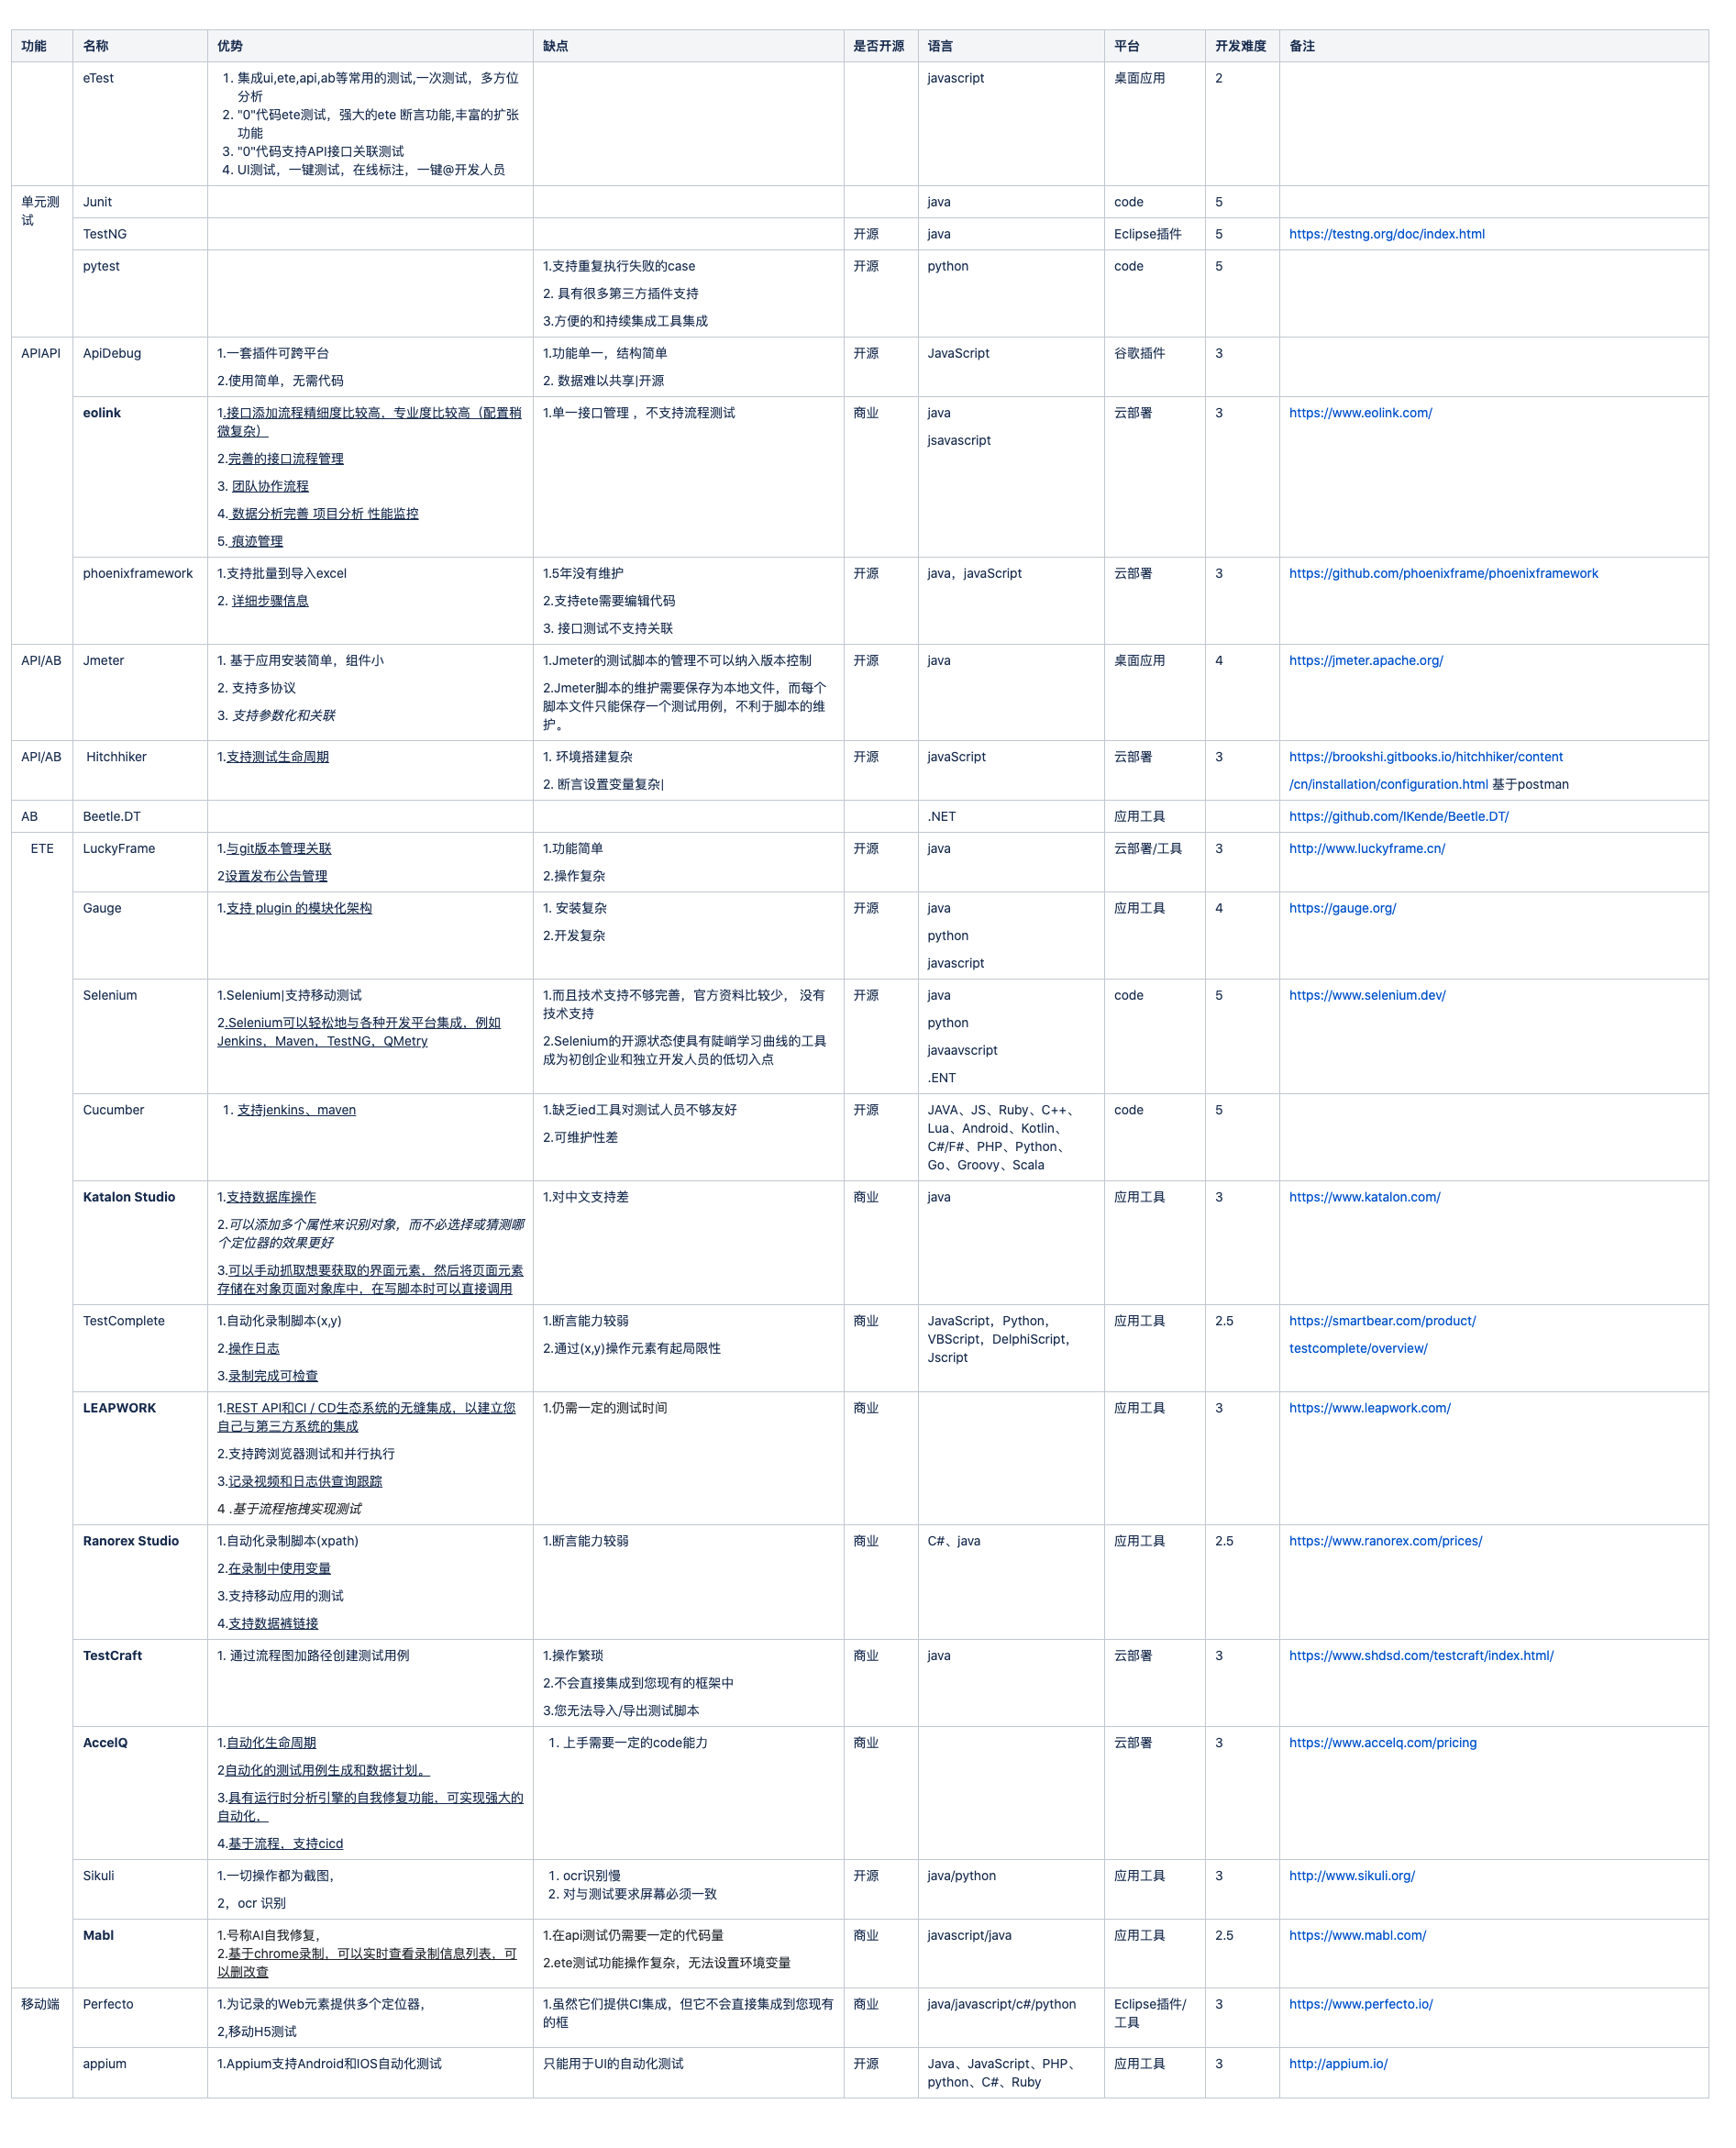 功能 名称 优势 缺点 是否开源 语言 平台 开发难度 备注
eTest
1. 集成ui,ete,api,ab等常用的测试,一次测试，多方位
分析
2. "0"代码ete测试，强大的ete 断言功能,丰富的扩张
功能
3. "0"代码支持API接口关联测试
4. UI测试，一键测试，在线标注，一键@开发人员
javascript
桌面应用
2
单元测
试
Junit
java
code
5
TestNG
开源
java
Eclipse插件
5
https://testng.org/doc/index.html
pytest
1.支持重复执行失败的case
2. 具有很多第三方插件支持
3.方便的和持续集成工具集成
开源
python
code
5
APIAPI
ApiDebug
1.一套插件可跨平台
2.使用简单，无需代码
1.功能单一，结构简单
2. 数据难以共享|开源
开源
JavaScript
谷歌插件
3
eolink
1.接口添加流程精细度比较高，专业度比较高（配置稍
微复杂）
2.完善的接口流程管理
3. 团队协作流程
4. 数据分析完善 项目分析 性能监控
5. 痕迹管理
1.单一接口管理 ，不支持流程测试
商业
java
jsavascript
云部署
3
https://www.eolink.com/
phoenixframework
1.支持批量到导入excel
2. 详细步骤信息
1.5年没有维护
2.支持ete需要编辑代码
3. 接口测试不支持关联
开源
java，javaScript
云部署
3
https://github.com/phoenixframe/phoenixframework
API/AB
Jmeter
1. 基于应用安装简单，组件小
2. 支持多协议
3. 支持参数化和关联
1.Jmeter的测试脚本的管理不可以纳入版本控制
2.Jmeter脚本的维护需要保存为本地文件，而每个
脚本文件只能保存一个测试用例，不利于脚本的维
护。
开源
java
桌面应用
4
https://jmeter.apache.org/
API/AB
Hitchhiker
1.支持测试生命周期
1. 环境搭建复杂
2. 断言设置变量复杂|
开源
javaScript
云部署
3
https://brookshi.gitbooks.io/hitchhiker/content
/cn/installation/configuration.html 基于postman
AB
Beetle.DT
.NET
应用工具
https://github.com/IKende/Beetle.DT/
ETE
LuckyFrame
1.与git版本管理关联
2设置发布公告管理
1.功能简单
2.操作复杂
开源
java
云部署/工具
3
http://www.luckyframe.cn/
Gauge
1.支持 plugin 的模块化架构
1. 安装复杂
2.开发复杂
开源
java
python
javascript
应用工具
4
https://gauge.org/
Selenium
1.Selenium|支持移动测试
2.Selenium可以轻松地与各种开发平台集成，例如
Jenkins，Maven，TestNG，QMetry
1.而且技术支持不够完善，官方资料比较少， 没有
技术支持
2.Selenium的开源状态使具有陡峭学习曲线的工具
成为初创企业和独立开发人员的低切入点
开源
java
python
javaavscript
.ENT
code
5
https://www.selenium.dev/
Cucumber
1. 支持jenkins、maven
1.缺乏ied工具对测试人员不够友好
2.可维护性差
开源
JAVA、JS、Ruby、C++、
Lua、Android、Kotlin、
C#/F#、PHP、Python、
Go、Groovy、Scala
code
5
Katalon Studio
1.支持数据库操作
2.可以添加多个属性来识别对象，而不必选择或猜测哪
个定位器的效果更好
3.可以手动抓取想要获取的界面元素，然后将页面元素
存储在对象页面对象库中，在写脚本时可以直接调用
1.对中文支持差
商业
java
应用工具
3
https://www.katalon.com/
TestComplete
1.自动化录制脚本(x,y)
2.操作日志
3.录制完成可检查
1.断言能力较弱
2.通过(x,y)操作元素有起局限性
商业
JavaScript，Python，
VBScript，DelphiScript，
Jscript
应用工具
2.5
https://smartbear.com/product/
testcomplete/overview/
LEAPWORK
1.REST API和CI / CD生态系统的无缝集成，以建立您
自己与第三方系统的集成
2.支持跨浏览器测试和并行执行
3.记录视频和日志供查询跟踪
4 .基于流程拖拽实现测试
1.仍需一定的测试时间
商业
应用工具
3
https://www.leapwork.com/
Ranorex Studio
1.自动化录制脚本(xpath)
2.在录制中使用变量
3.支持移动应用的测试
4.支持数据裤链接
1.断言能力较弱
商业
C#、java
应用工具
2.5
https://www.ranorex.com/prices/
TestCraft
1. 通过流程图加路径创建测试用例
1.操作繁琐
2.不会直接集成到您现有的框架中
3.您无法导入/导出测试脚本
商业
java
云部署
3
https://www.shdsd.com/testcraft/index.html/
AccelQ
1.自动化生命周期
2自动化的测试用例生成和数据计划。
3.具有运行时分析引擎的自我修复功能，可实现强大的
自动化，
4.基于流程，支持cicd
1. 上手需要一定的code能力
商业
云部署
3
https://www.accelq.com/pricing
Sikuli
1.一切操作都为截图，
2，ocr 识别
1. ocr识别慢
2. 对与测试要求屏幕必须一致
开源
java/python
应用工具
3
http://www.sikuli.org/
Mabl
1.号称AI自我修复，
2.基于chrome录制，可以实时查看录制信息列表，可
以删改查
1.在api测试仍需要一定的代码量
2.ete测试功能操作复杂，无法设置环境变量
商业
javascript/java
应用工具
2.5
https://www.mabl.com/
移动端
Perfecto
1.为记录的Web元素提供多个定位器，
2,移动H5测试
1.虽然它们提供CI集成，但它不会直接集成到您现有
的框
商业
java/javascript/c#/python
Eclipse插件/
工具
3
https://www.perfecto.io/
appium
1.Appium支持Android和IOS自动化测试
只能用于UI的自动化测试
开源
Java、JavaScript、PHP、
python、C#、Ruby
应用工具
3
http://appium.io/